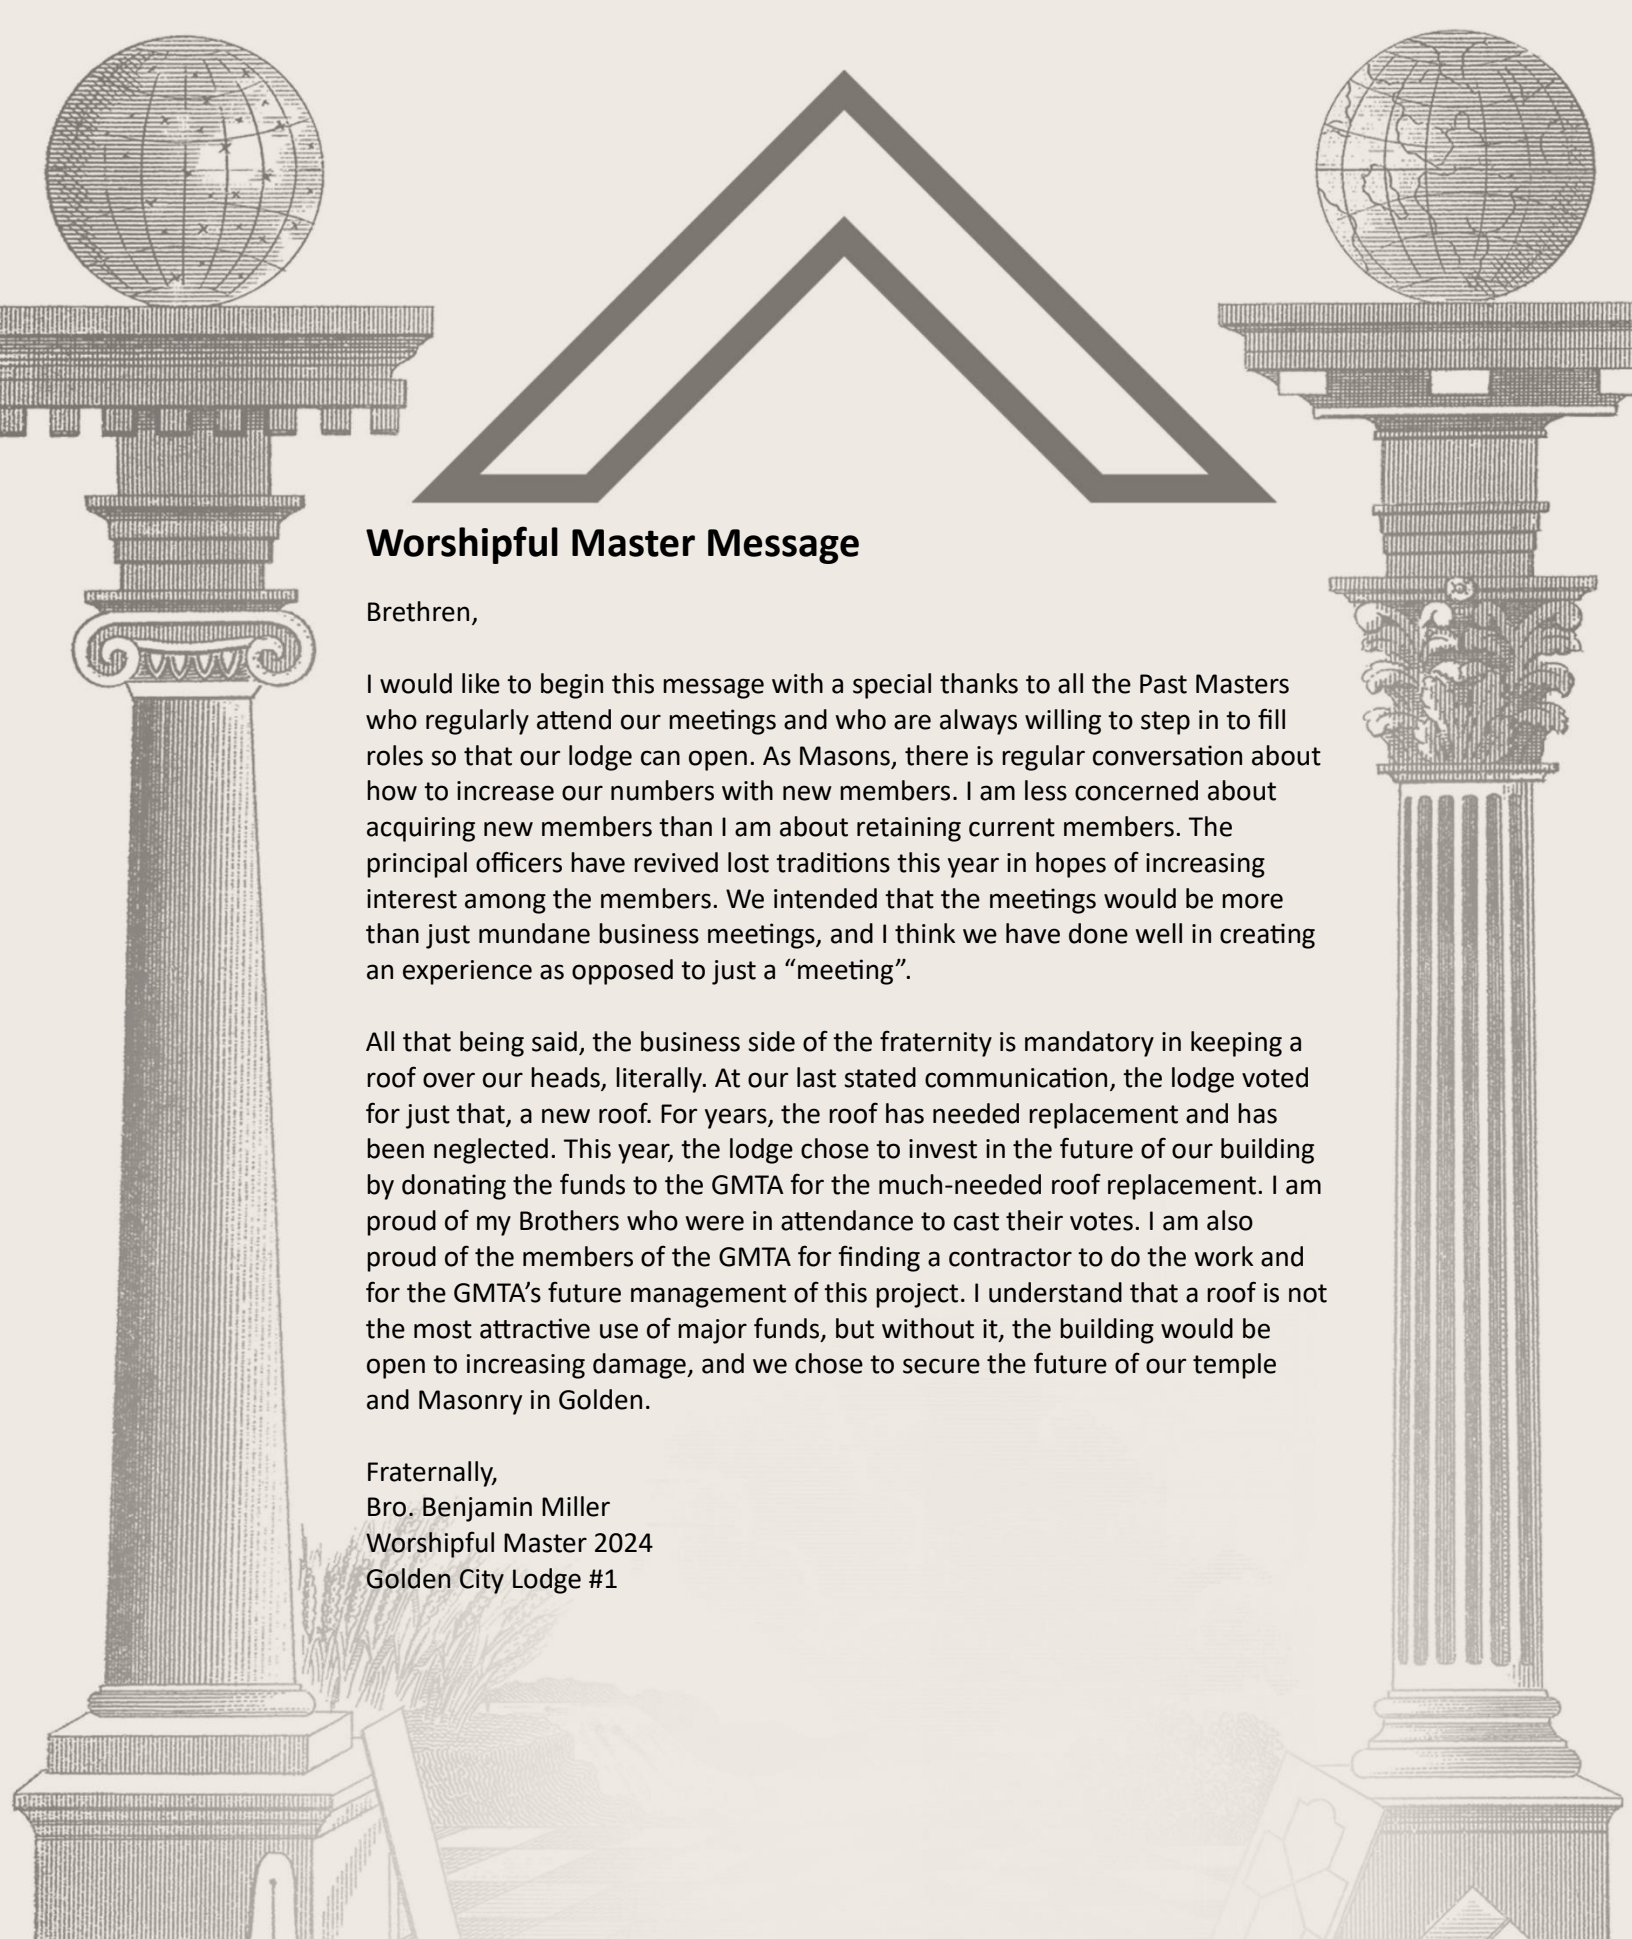 Worshipful Master Message
Brethren,
I would like to begin this message with a special thanks to all the Past Masters
who regularly attend our meetings and who are always willing to step in to fill
roles so that our lodge can open. As Masons, there is regular conversation about
how to increase our numbers with new members. I am less concerned about
acquiring new members than I am about retaining current members. The
principal officers have revived lost traditions this year in hopes of increasing
interest among the members. We intended that the meetings would be more
than just mundane business meetings, and I think we have done well in creating
an experience as opposed to just a “meeting”.
All that being said, the business side of the fraternity is mandatory in keeping a
roof over our heads, literally. At our last stated communication, the lodge voted
for just that, a new roof. For years, the roof has needed replacement and has
been neglected. This year, the lodge chose to invest in the future of our building
by donating the funds to the GMTA for the much-needed roof replacement. I am
proud of my Brothers who were in attendance to cast their votes. I am also
proud of the members of the GMTA for finding a contractor to do the work and
for the GMTA’s future management of this project. I understand that a roof is not
the most attractive use of major funds, but without it, the building would be
open to increasing damage, and we chose to secure the future of our temple
and Masonry in Golden.
Fraternally,
Bro. Benjamin Miller
Worshipful Master 2024
Golden City Lodge #1